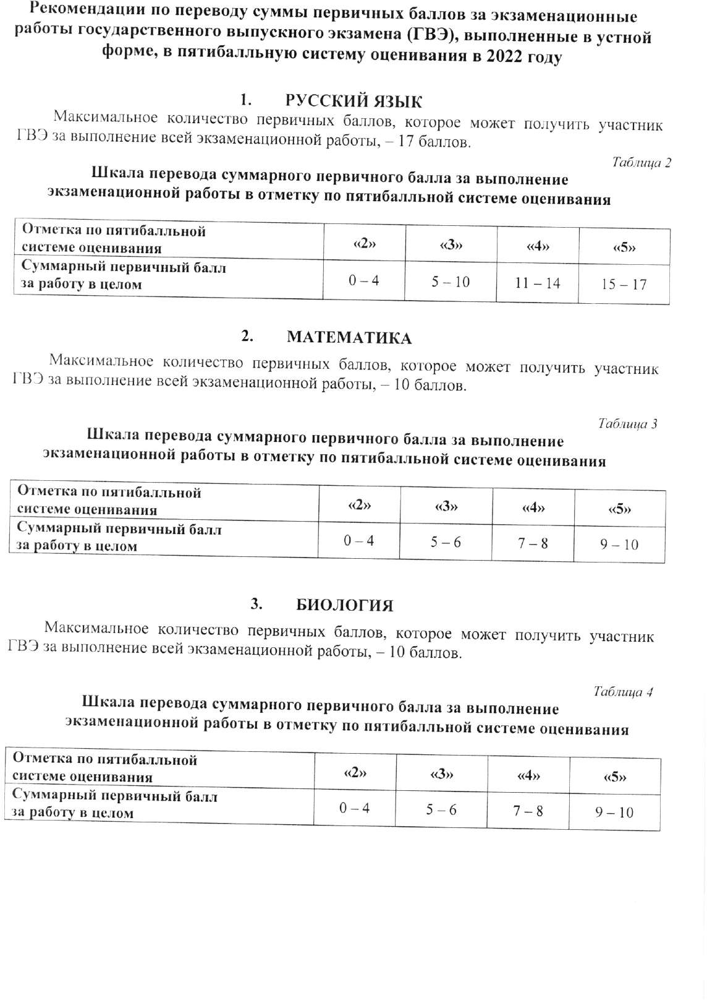 Рекомендации по переводу суммы первичных баллов за экзаменационные
работы государственного выпускного экзамена (ГВЭ), выполненные в устной
форме, в пятибалльную систему оценивания в 2022 году
1. РУССКИЙ ЯЗЫК
Максимальное количество первичных баллов, которое может получить участник
ГВЭ за выполнение всей экзаменационной работы, – 17 баллов.
Таблица 2
Шкала перевода суммарного первичного балла за выполнение
экзаменационной работы в отметку по пятибалльной системе оценивания
Отметка по пятибалльной
системе оценивания «2» «3» «4» «5»
Суммарный первичный балл
за работу в целом 0 – 4 5 – 10 11 – 14 15 – 17
2. МАТЕМАТИКА
Максимальное количество первичных баллов, которое может получить участник
ГВЭ за выполнение всей экзаменационной работы, – 10 баллов.
Таблица 3
Шкала перевода суммарного первичного балла за выполнение
экзаменационной работы в отметку по пятибалльной системе оценивания
Отметка по пятибалльной
системе оценивания «2» «3» «4» «5»
Суммарный первичный балл
за работу в целом 0 – 4 5 – 6 7 – 8 9 – 10
3. БИОЛОГИЯ
Максимальное количество первичных баллов, которое может получить участник
ГВЭ за выполнение всей экзаменационной работы, – 10 баллов.
Таблица 4
Шкала перевода суммарного первичного балла за выполнение
экзаменационной работы в отметку по пятибалльной системе оценивания
Отметка по пятибалльной
системе оценивания «2» «3» «4» «5»
Суммарный первичный балл
за работу в целом 0 – 4 5 – 6 7 – 8 9 – 10